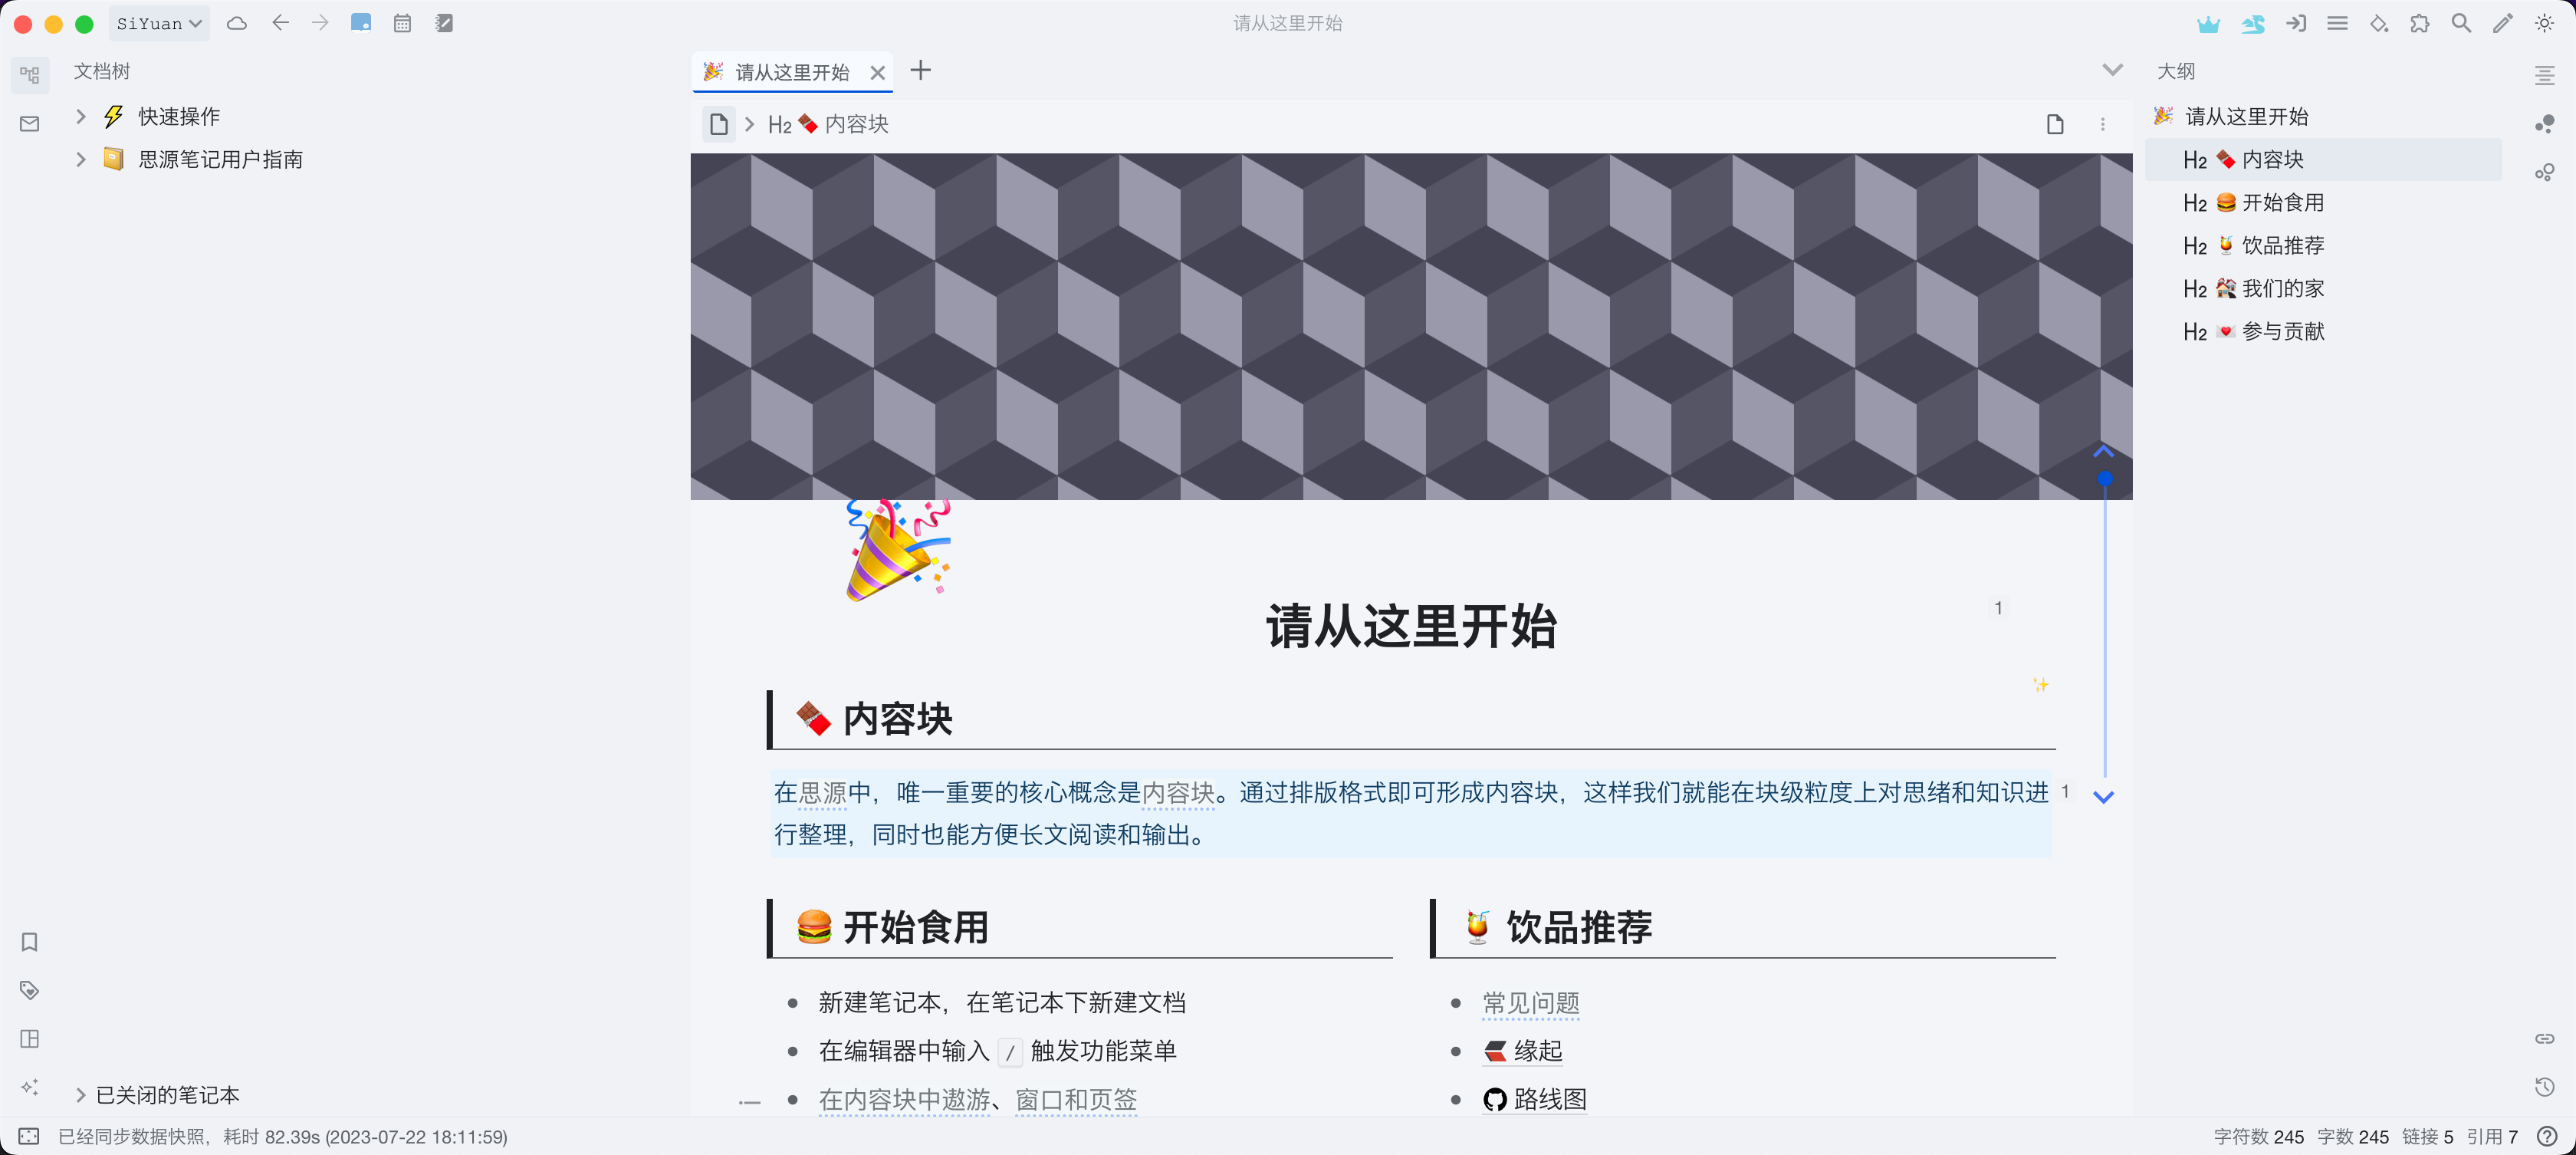 SiYuan
请从这里开始
文档树
快速操作
思源笔记用户指南
已关闭的笔记本
请从这里开始
H2 内容块
请从这里开始
1
内容块
在思源中，唯一重要的核心概念是内容块。通过排版格式即可形成内容块，这样我们就能在块级粒度上对思绪和知识进
行整理，同时也能方便长文阅读和输出。
1
开始食用
新建笔记本，在笔记本下新建文档
在编辑器中输入 / 触发功能菜单
在内容块中遨游、窗口和页签
饮品推荐
常见问题
缘起
路线图
大纲
请从这里开始
H2 内容块
H2 开始食用
H2 饮品推荐
H2 我们的家
H2 参与贡献
已经同步数据快照，耗时 82.39s (2023-07-22 18:11:59)
字符数 245 字数 245 链接 5 引用 7